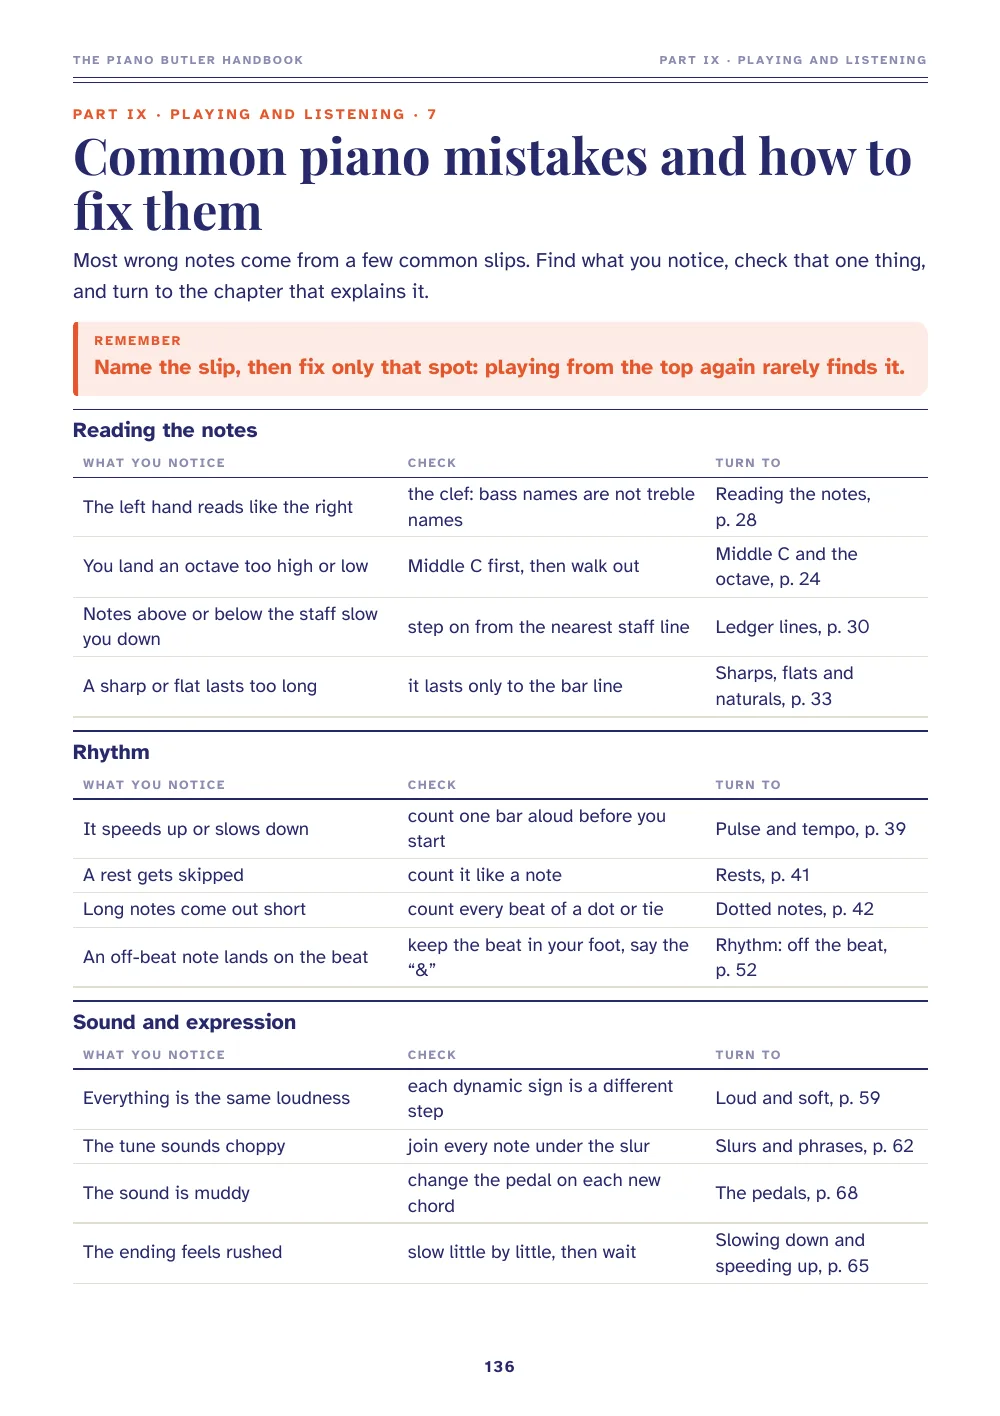 THE PIANO BUTLER HANDBOOK
PART IX · PLAYING AND LISTENING
PART IX · PLAYING AND LISTENING · 7
Common piano mistakes and how to
fix them
Most wrong notes come from a few common slips. Find what you notice, check that one thing,
and turn to the chapter that explains it.
REMEMBER
Name the slip, then fix only that spot: playing from the top again rarely finds it.
Reading the notes
WHAT YOU NOTICE
CHECK
TURN TO
The left hand reads like the right
the clef: bass names are not treble
names
Reading the notes,
p. 28
You land an octave too high or low
Middle C first, then walk out
Middle C and the
octave, p. 24
Notes above or below the staff slow
you down
step on from the nearest staff line
Ledger lines, p. 30
A sharp or flat lasts too long
it lasts only to the bar line
Sharps, flats and
naturals, p. 33
Rhythm
WHAT YOU NOTICE
CHECK
TURN TO
It speeds up or slows down
count one bar aloud before you
start
Pulse and tempo, p. 39
A rest gets skipped
count it like a note
Rests, p. 41
Long notes come out short
count every beat of a dot or tie
Dotted notes, p. 42
An off-beat note lands on the beat
keep the beat in your foot, say the
“&”
Rhythm: off the beat,
p. 52
Sound and expression
WHAT YOU NOTICE
CHECK
TURN TO
Everything is the same loudness
each dynamic sign is a different
step
Loud and soft, p. 59
The tune sounds choppy
join every note under the slur
Slurs and phrases, p. 62
The sound is muddy
change the pedal on each new
chord
The pedals, p. 68
The ending feels rushed
slow little by little, then wait
Slowing down and
speeding up, p. 65
136